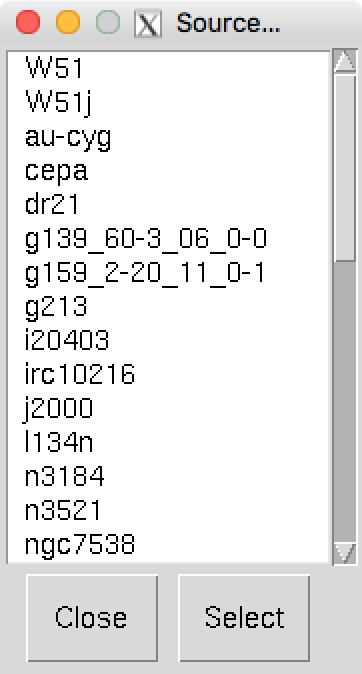 Source...
W51
W51j
au-cyg
cepa
dr21
g139_60-3_06_0-0
g159_2-20_11_0-1
g213
i20403
irc10216
j2000
l134n
n3184
n3521
ngc7538
Close
Select